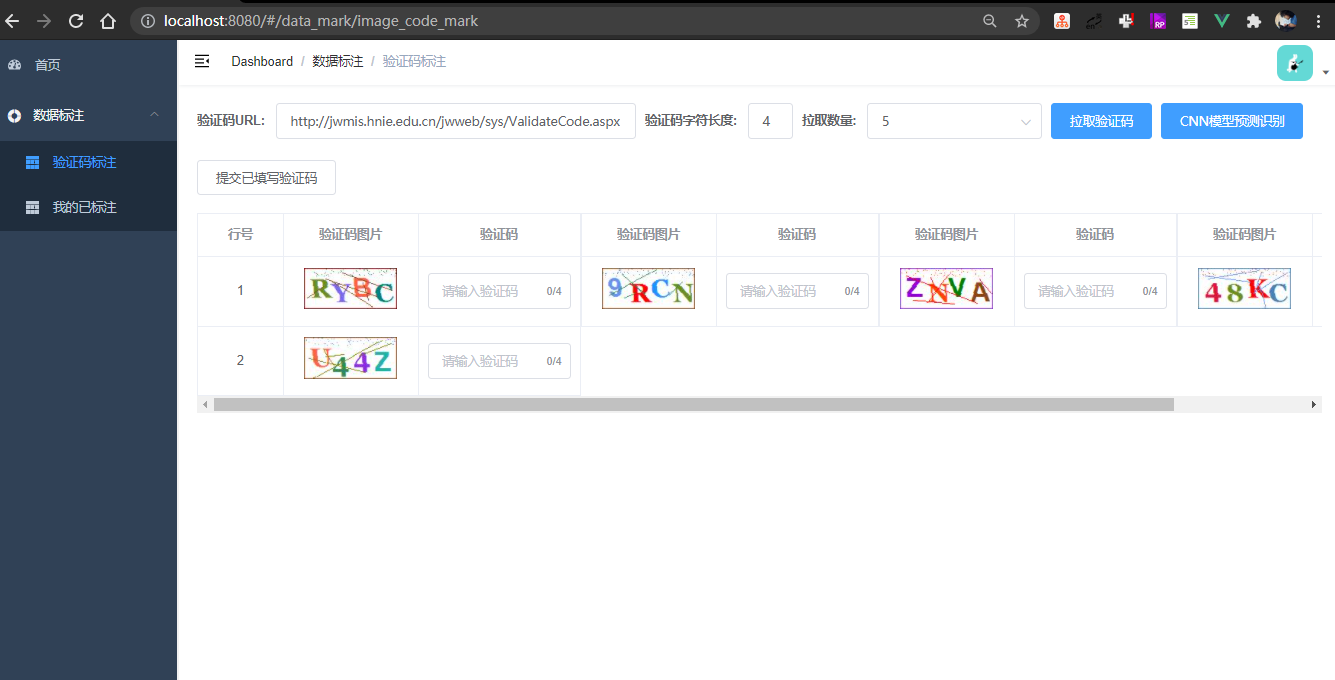 localhost:8080/#/data_mark/image_code_mark
RP
首页
数据标注
验证码标注
我的已标注
Dashboard / 数据标注 / 验证码标注
验证码URL: http://jwmis.hnie.edu.cn/jwweb/sys/ValidateCode.aspx 验证码字符长度: 4 拉取数量: 5 拉取验证码 CNN模型预测识别
提交已填写验证码
行号 验证码图片 验证码 验证码图片 验证码 验证码图片 验证码 验证码图片
1 RYBC 请输入验证码 0/4 9RCN 请输入验证码 0/4 ZNVA 请输入验证码 0/4 48KC
2 U44Z 请输入验证码 0/4